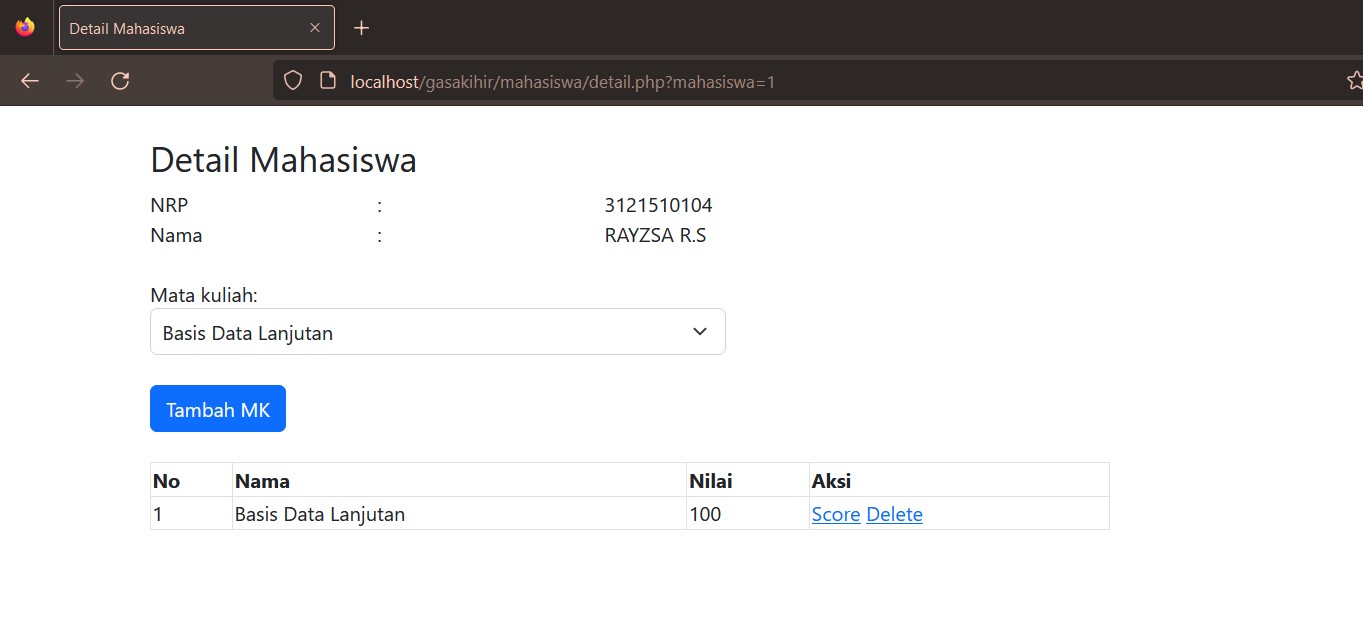 Detail Mahasiswa
localhost/gasakihir/mahasiswa/detail.php?mahasiswa=1
Detail Mahasiswa
NRP : 3121510104
Nama : RAYZSA R.S
Mata kuliah:
Basis Data Lanjutan
Tambah MK
No Nama Nilai Aksi
1 Basis Data Lanjutan 100 Score Delete